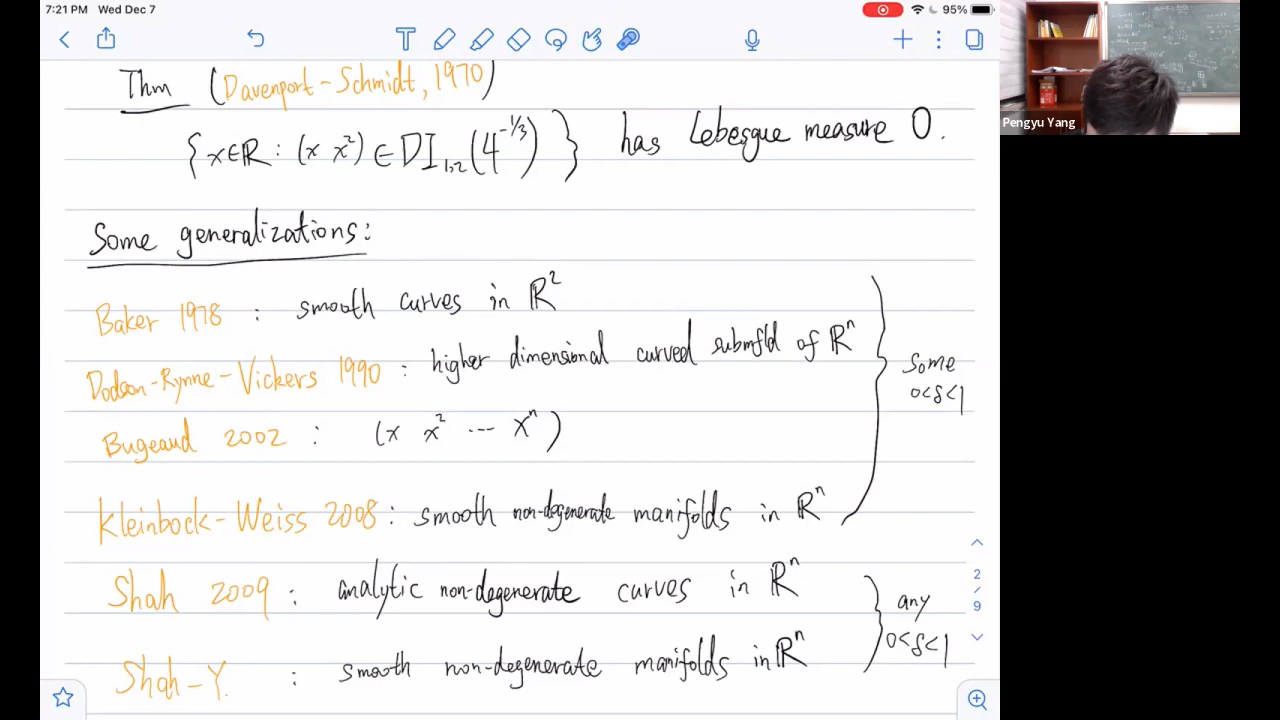 7:21 PM Wed Dec 7
95%
Thm (Davenport-Schmidt, 1970)
{x∈ℝ : (x x²) ∈ DI₁,₂ (4^{-1/3}) } has Lebesgue measure 0.
Some generalizations:
Baker 1978 : smooth curves in ℝ²
Dodson-Rynne-Vickers 1990 : higher dimensional curved submfld of ℝⁿ
some
0<δ<1
Bugeaud 2002 : (x x² ... xⁿ)
Kleinbock-Weiss 2008 : smooth non-degenerate manifolds in ℝⁿ
Shah 2009 : analytic non-degenerate curves in ℝⁿ
any
0<δ<1
Shah-Y. : smooth non-degenerate manifolds in ℝⁿ
2
/
9
Pengyu Yang